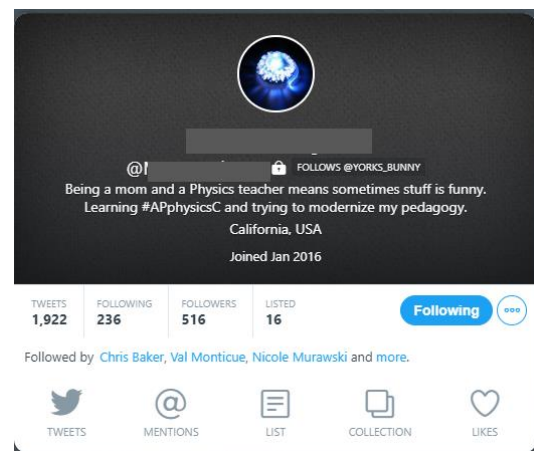 @
FOLLOWS @YORKS_BUNNY
Being a mom and a Physics teacher means sometimes stuff is funny.
Learning #APphysicsC and trying to modernize my pedagogy.
California, USA
Joined Jan 2016
TWEETS FOLLOWING FOLLOWERS LISTED
1,922 236 516 16
Following
Followed by Chris Baker, Val Monticue, Nicole Murawski and more.
TWEETS MENTIONS LIST COLLECTION LIKES